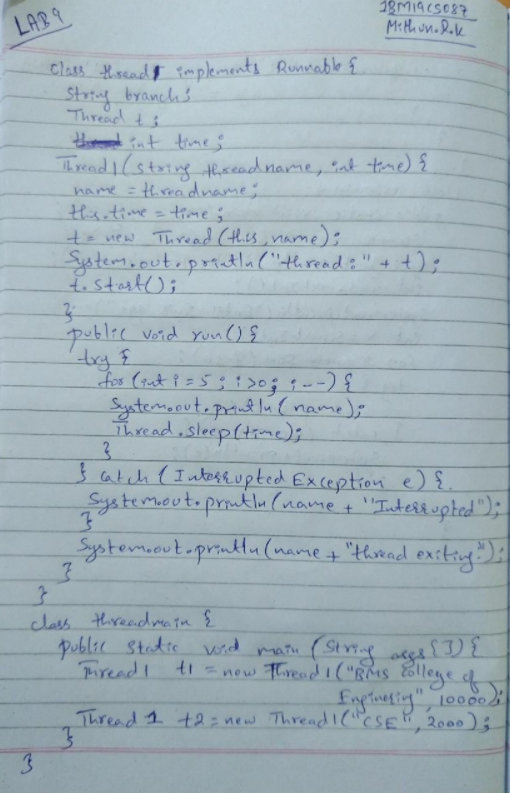 LAB 9
1BM19CS087
Mithun.R.K
class thread1 implements Runnable {
String branch;
Thread t;
int time;
Thread1 (String threadname, int time) {
name = threadname;
this.time = time;
t = new Thread (this, name);
System.out.println("thread:" + t);
t.start();
}
public void run() {
try {
for (int i = 5 ; i >0; i --) {
System.out.println( name);
Thread.sleep(time);
}
} catch ( Interrupted Exception e) {
System.out.println (name + "Interrupted");
}
System.out.println (name + "thread exiting.");
}
}
class threadmain {
public static void main (String args []) {
Thread1 t1 = new Thread1("BMS College of
Enginering", 10000);
Thread 1 t2 = new Thread1("CSE", 2000);
}
}